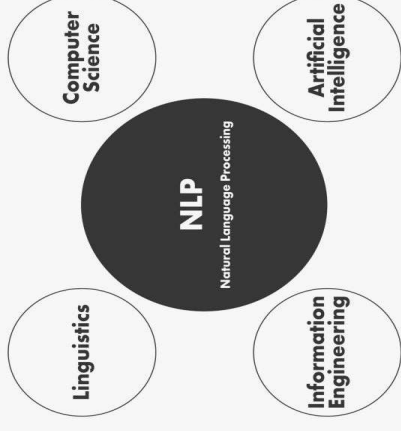 Linguistics
Computer
Science
NLP
Natural Language Processing
Information
Engineering
Artificial
Intelligence